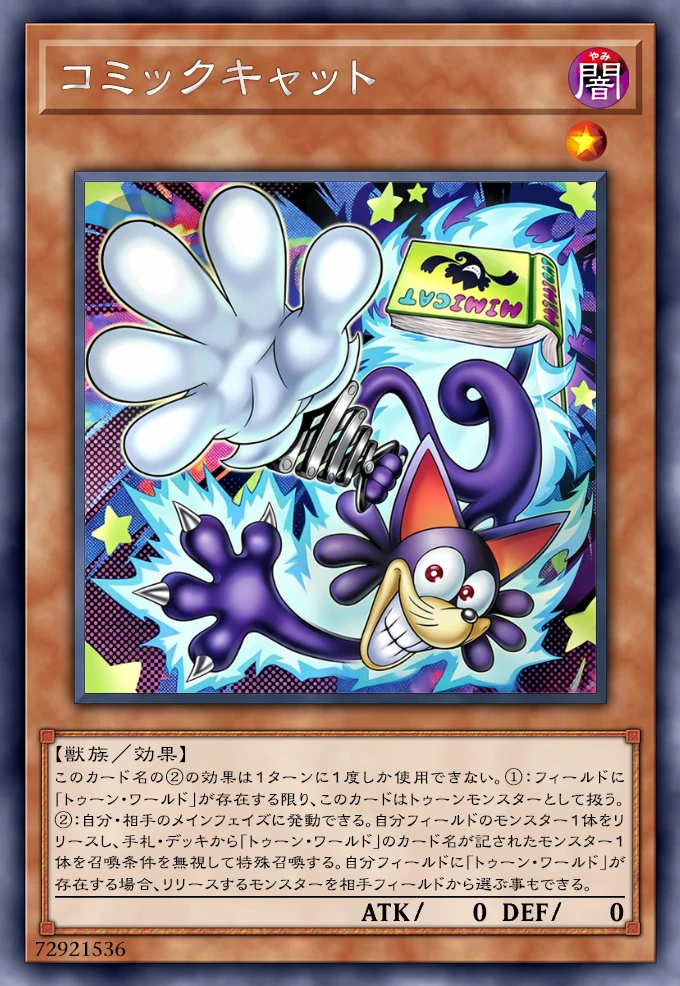 コミックキャット
やみ
闇
MIMICAT
MIMICAT
【獣族／効果】
このカード名の②の効果は１ターンに１度しか使用できない。①：フィールドに
「トゥーン・ワールド」が存在する限り、このカードはトゥーンモンスターとして扱う。
②：自分・相手のメインフェイズに発動できる。自分フィールドのモンスター１体をリ
リースし、手札・デッキから「トゥーン・ワールド」のカード名が記されたモンスター１
体を召喚条件を無視して特殊召喚する。自分フィールドに「トゥーン・ワールド」が
存在する場合、リリースするモンスターを相手フィールドから選ぶ事もできる。
ATK/ 0 DEF/ 0
72921536